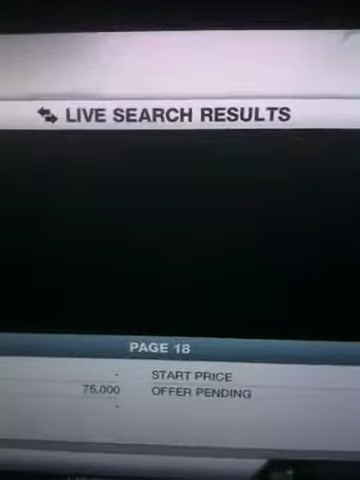 LIVE SEARCH RESULTS
PAGE 18
- START PRICE
75,000 OFFER PENDING
-